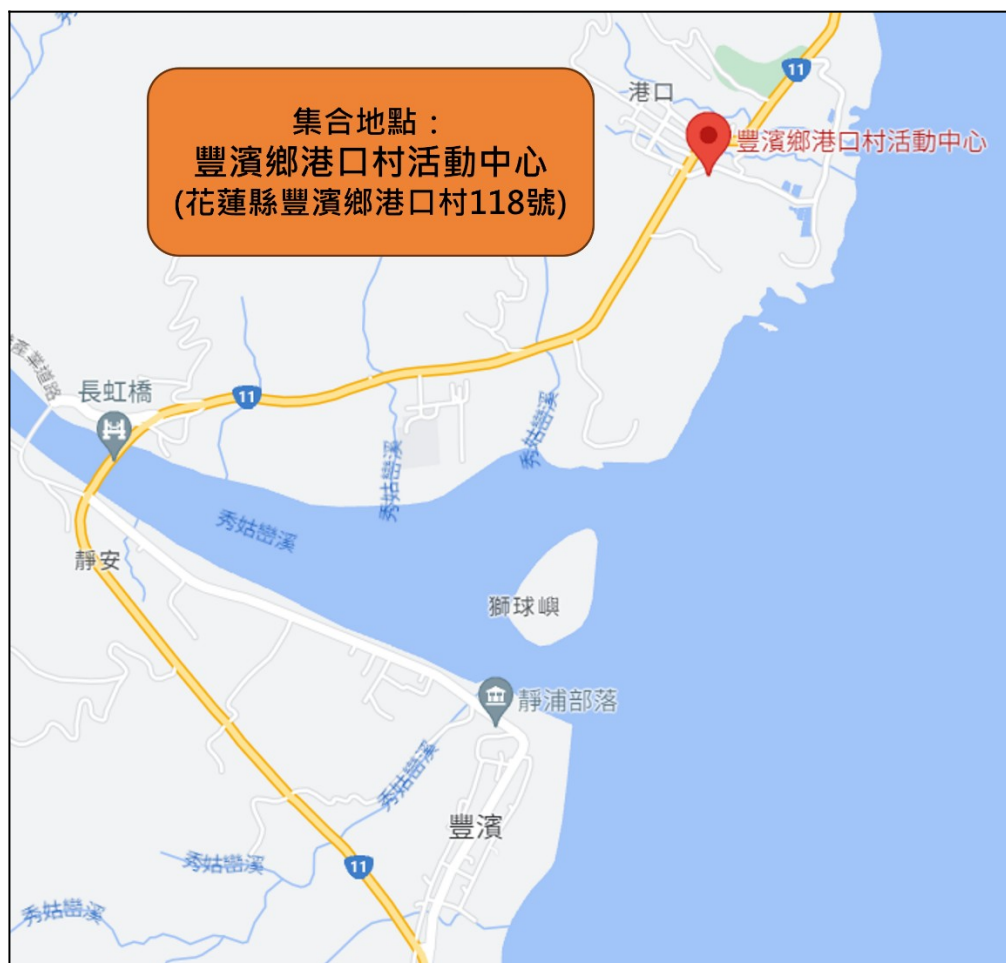 集合地點：
豐濱鄉港口村活動中心
(花蓮縣豐濱鄉港口村118號)
11
港口
豐濱鄉港口村活動中心
產業道路
長虹橋
11
秀姑巒溪
秀姑巒溪
秀姑巒溪
靜安
獅球嶼
靜浦部落
秀姑巒溪
豐濱
秀姑巒溪
11
秀姑巒溪